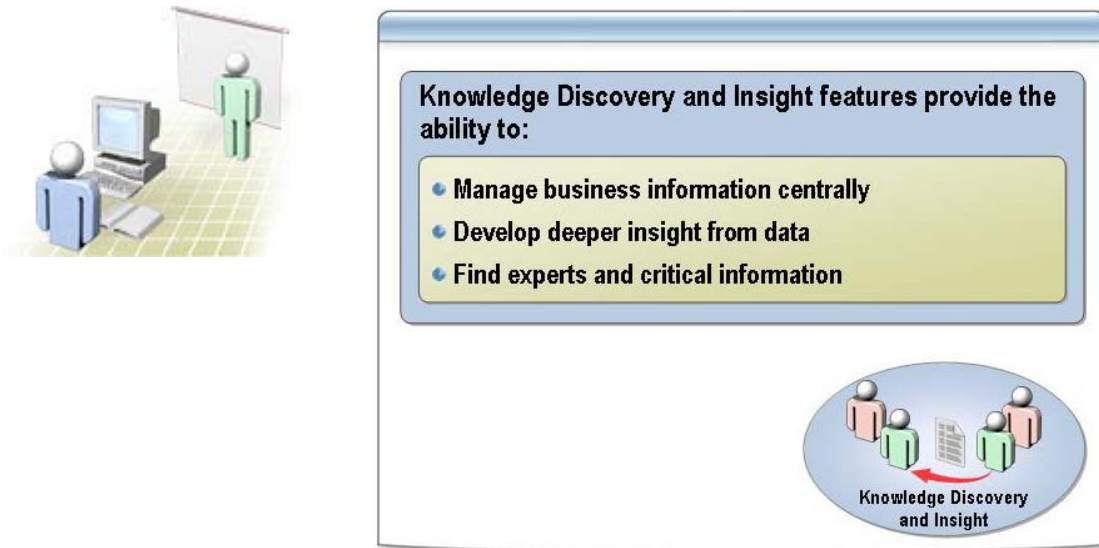 Knowledge Discovery and Insight features provide the
ability to:
Manage business information centrally
Develop deeper insight from data
Find experts and critical information
Knowledge Discovery
and Insight